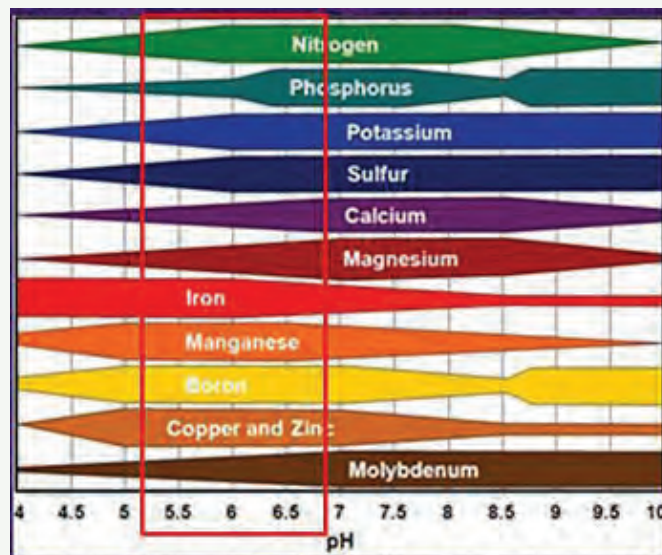 Nitrogen
Phosphorus
Potassium
Sulfur
Calcium
Magnesium
Iron
Manganese
Boron
Copper and Zinc
Molybdenum
4 4.5 5 5.5 6 6.5 7 7.5 8 8.5 9 9.5 10
pH